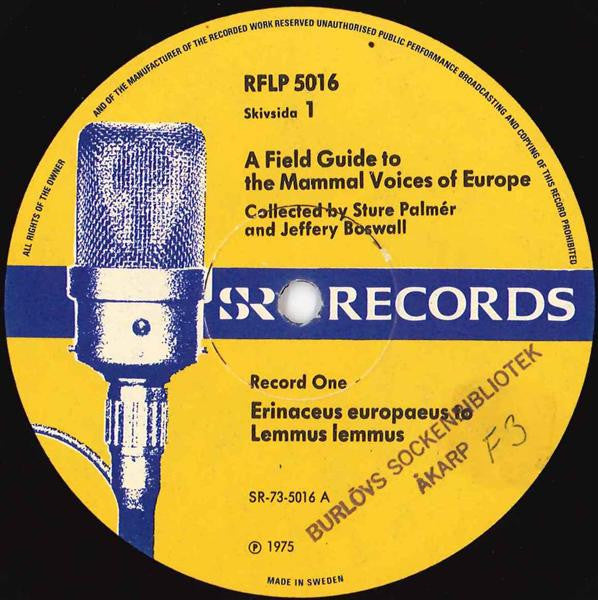 ALL RIGHTS OF THE OWNER AND OF THE MANUFACTURER OF THE RECORDED WORK RESERVED UNAUTHORISED PUBLIC PERFORMANCE BROADCASTING AND COPYING OF THIS RECORD PROHIBITED
RFLP 5016
Skivsida 1
A Field Guide to
the Mammal Voices of Europe
Collected by Sture Palmér
and Jeffery Boswall
SR RECORDS
Record One
Erinaceus europaeus to
Lemmus lemmus
BURLÖVS SOCKENBIBLIOTEK
ÅKARP F3
SR-73-5016 A
℗ 1975
MADE IN SWEDEN